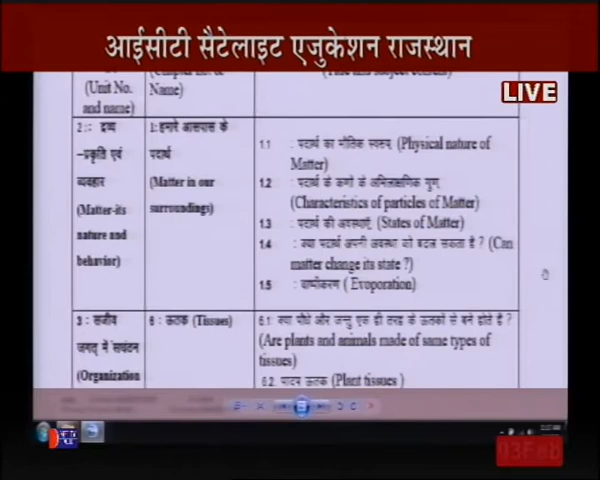 आईसीटी सैटेलाइट एजुकेशन राजस्थान
LIVE
(Unit No. and name)
Name)
2:: द्रव्य –प्रकृति एवं व्यवहार (Matter-its nature and behavior)
1:हमारे आसपास के पदार्थ (Matter in our surroundings)
1.1 : पदार्थ का भौतिक स्वरूप (Physical nature of Matter)
1.2 : पदार्थ के कणों के अभिलक्षणिक गुण (Characteristics of particles of Matter)
1.3 : पदार्थ की अवस्थाएँ (States of Matter)
1.4 : क्या पदार्थ अपनी अवस्था को बदल सकता है ? (Can matter change its state ?)
1.5 : वाष्पीकरण ( Evoporation)
3 : सजीव जगत् में संगठन (Organization
6 : ऊतक (Tissues)
6.1: क्या पौधे और जन्तु एक ही तरह के ऊतकों से बने होते है ? (Are plants and animals made of same types of tissues)
6.2. पादप ऊतक (Plant tissues )
03Feb